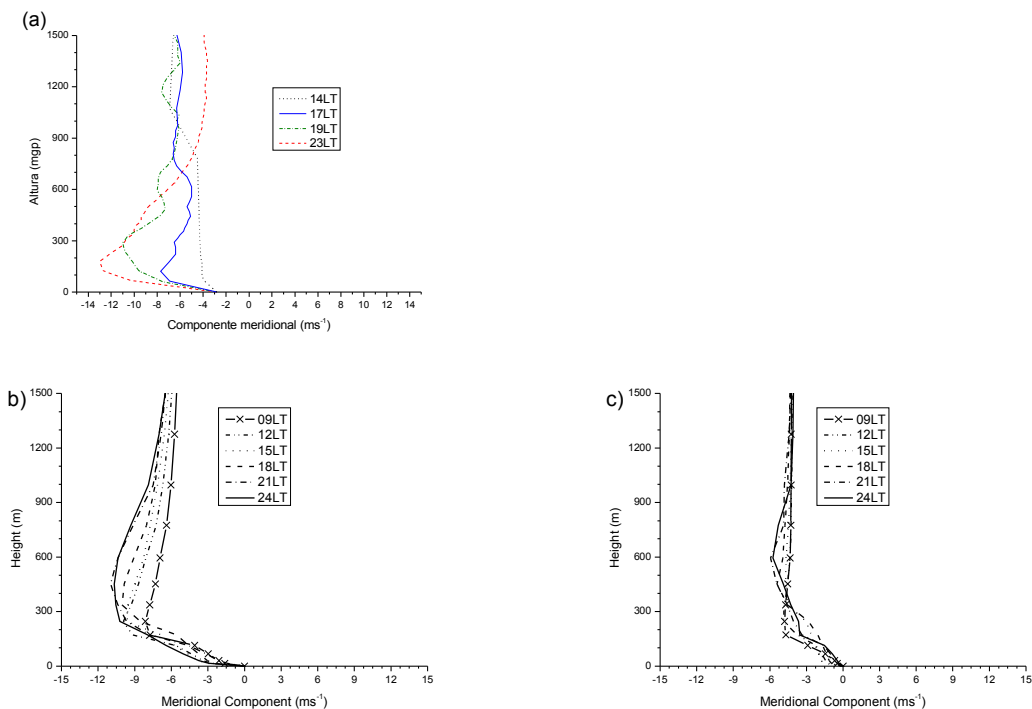 (a)
1500
1200
900
600
300
0
Altura (mgp)
14LT
17LT
19LT
23LT
-14 -12 -10 -8 -6 -4 -2 0 2 4 6 8 10 12 14
Componente meridional (ms⁻¹)
b)
1500
1200
900
600
300
0
Height (m)
09LT
12LT
15LT
18LT
21LT
24LT
-15 -12 -9 -6 -3 0 3 6 9 12 15
Meridional Component (ms⁻¹)
c)
1500
1200
900
600
300
0
Height (m)
09LT
12LT
15LT
18LT
21LT
24LT
-15 -12 -9 -6 -3 0 3 6 9 12 15
Meridional Component (ms⁻¹)